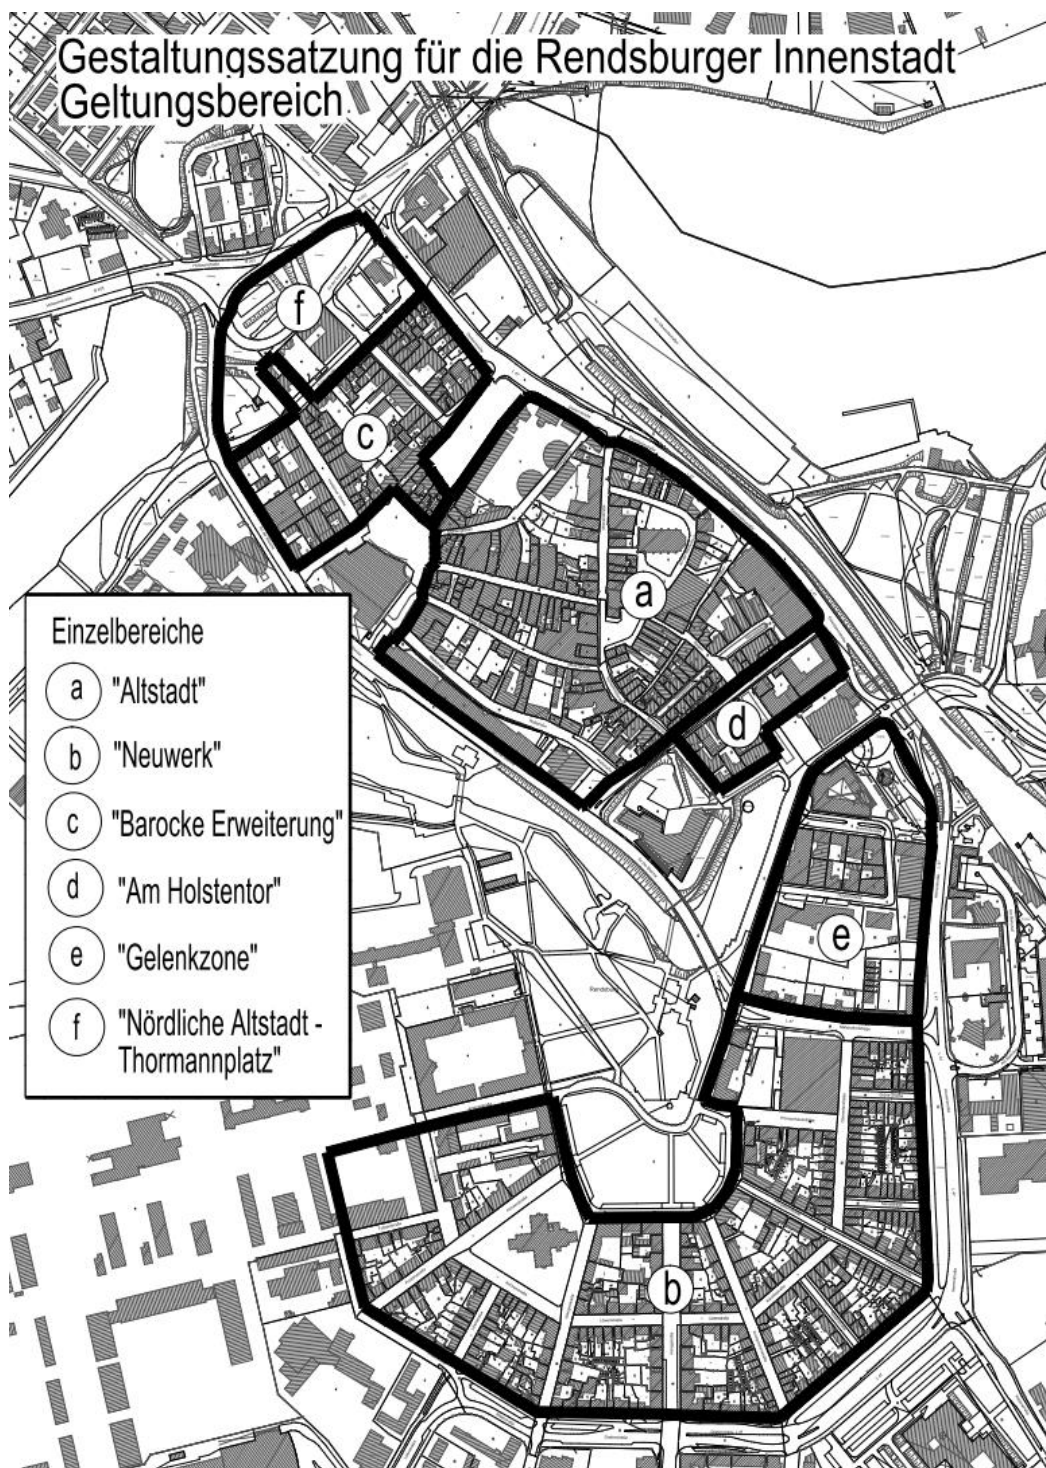 Gestaltungssatzung für die Rendsburger Innenstadt
Geltungsbereich
f
c
a
d
e
b
Einzelbereiche
a "Altstadt"
b "Neuwerk"
c "Barocke Erweiterung"
d "Am Holstentor"
e "Gelenkzone"
f "Nördliche Altstadt -
Thormannplatz"